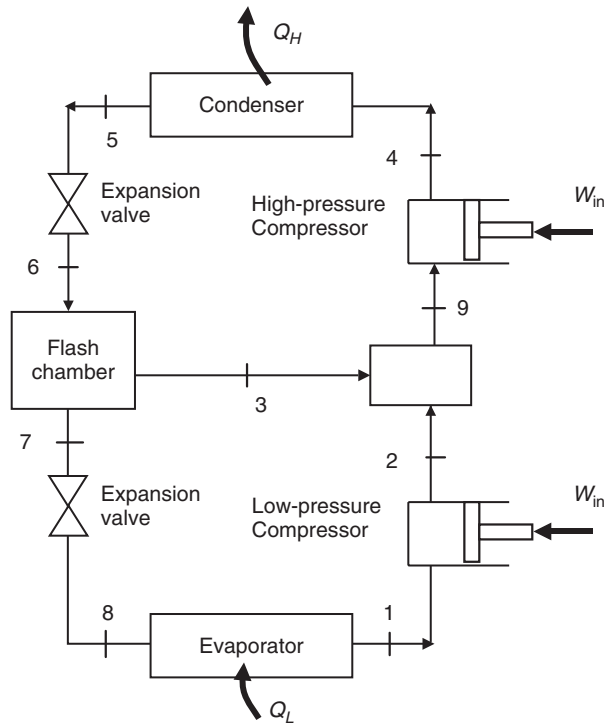 Q_H
Condenser
5
4
Expansion
valve
High-pressure
Compressor
W_in
6
9
Flash
chamber
3
7
2
Expansion
valve
Low-pressure
Compressor
W_in
8
1
Evaporator
Q_L